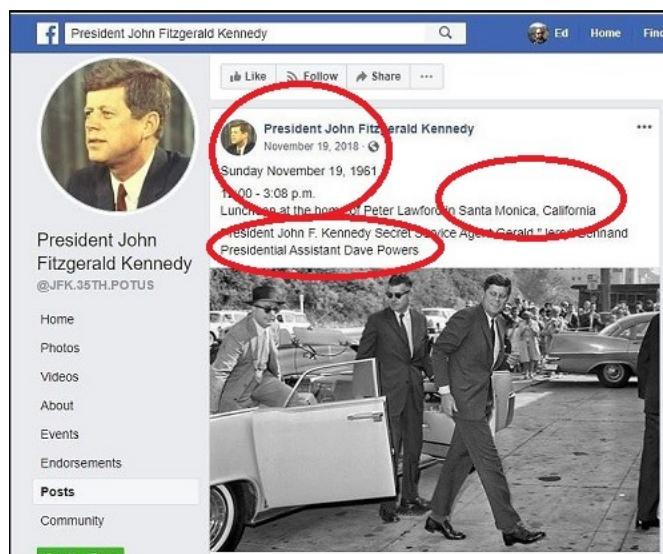 f President John Fitzgerald Kennedy Ed Home
Like Follow Share ...
President John Fitzgerald Kennedy
November 19, 2018
Sunday November 19, 1961
- 3:08 p.m.
Luncheon at the home of Peter Lawford in Santa Monica, California
President John F. Kennedy Secret Service Agent Gerald
Presidential Assistant Dave Powers
President John
Fitzgerald Kennedy
@JFK.35TH.POTUS
Home
Photos
Videos
About
Events
Endorsements
Posts
Community